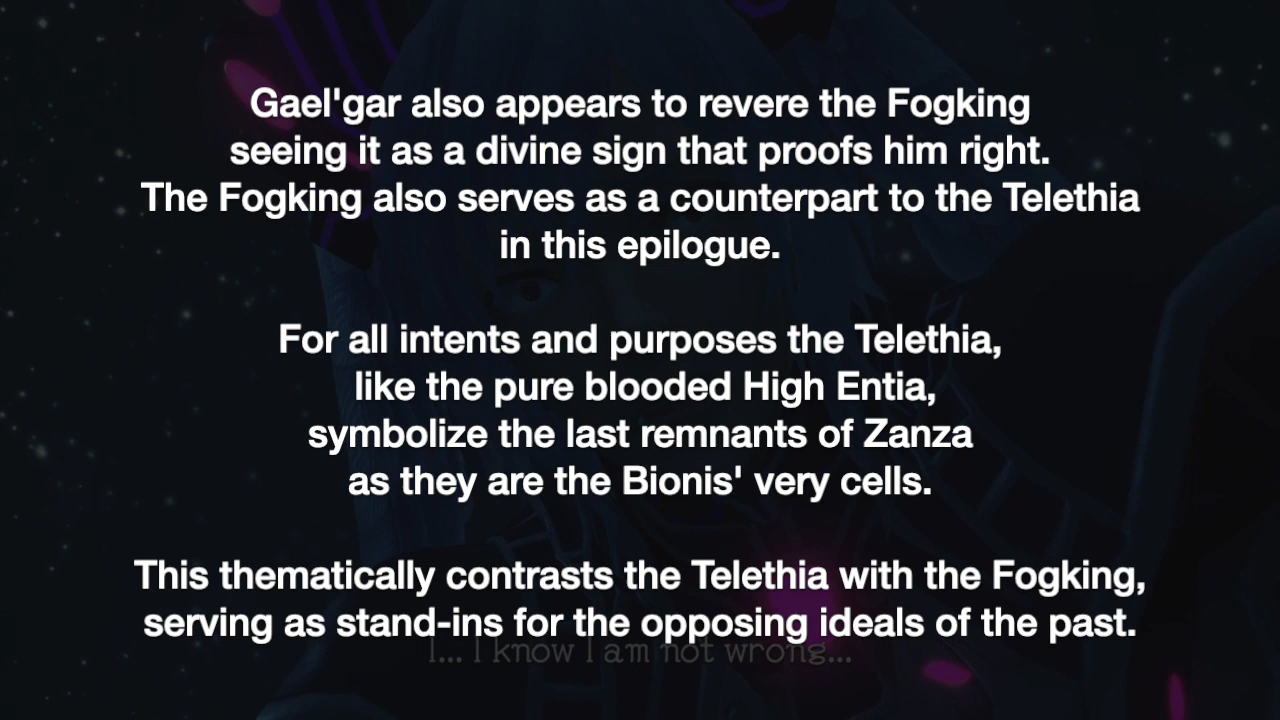 Gael'gar also appears to revere the Fogking
seeing it as a divine sign that proofs him right.
The Fogking also serves as a counterpart to the Telethia
in this epilogue.
For all intents and purposes the Telethia,
like the pure blooded High Entia,
symbolize the last remnants of Zanza
as they are the Bionis' very cells.
This thematically contrasts the Telethia with the Fogking,
serving as stand-ins for the opposing ideals of the past.
I... I know I am not wrong...